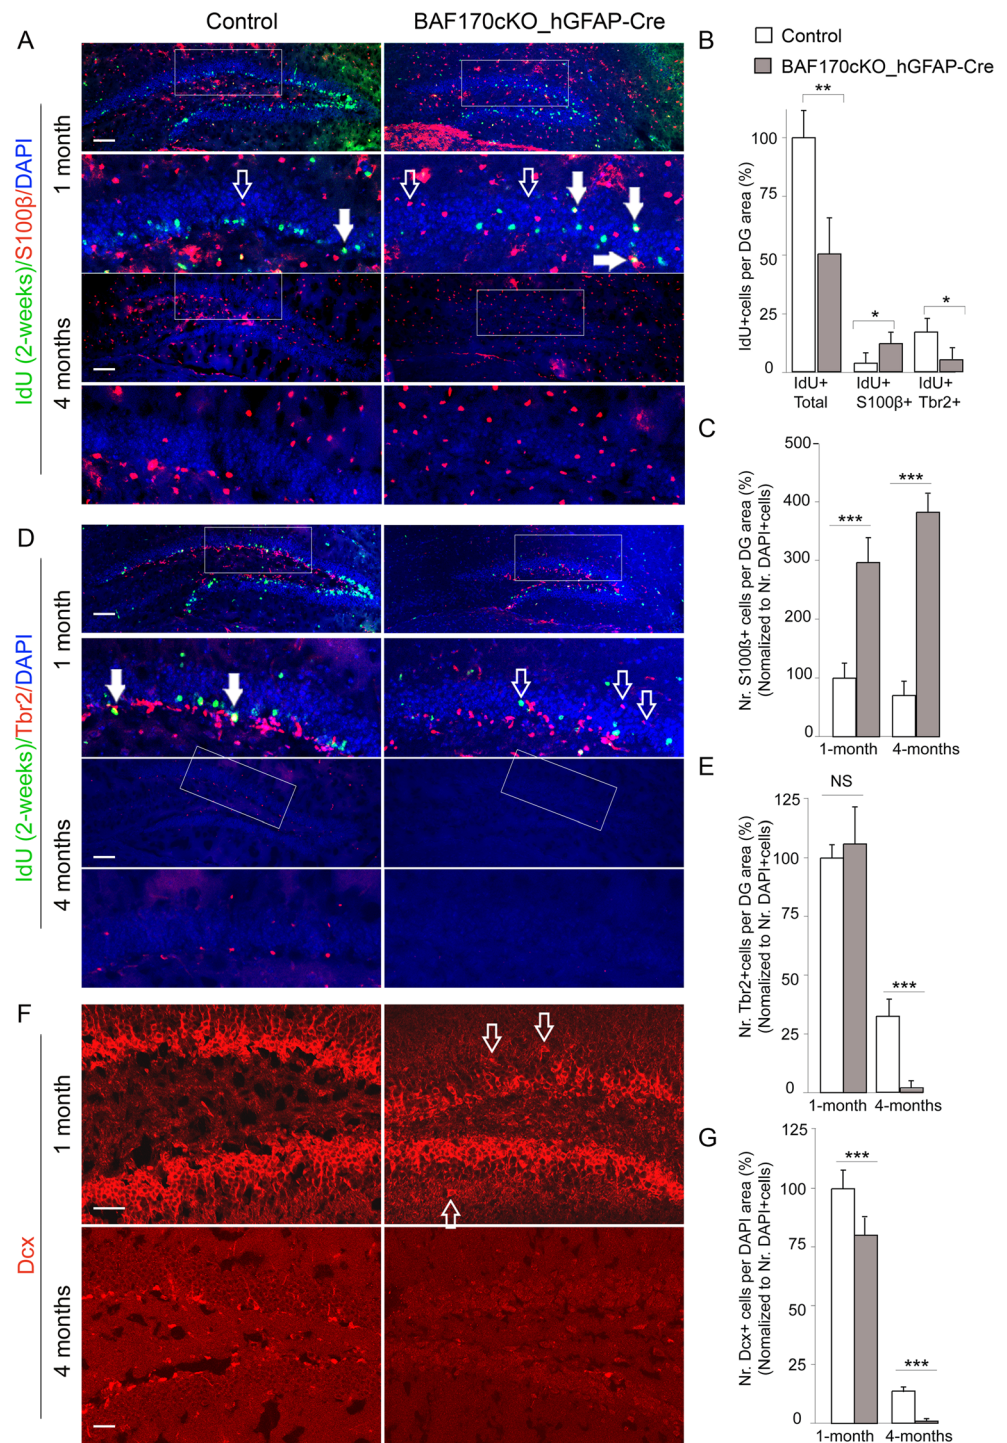 Control
BAF170cKO_hGFAP-Cre
A
IdU (2-weeks)/S100β/DAPI
1 month
4 months
B
Control
BAF170cKO_hGFAP-Cre
IdU+cells per DG area (%)
100
75
50
25
0
**
*
*
IdU+ IdU+ IdU+
Total S100β+ Tbr2+
C
Nr. S100ß+ cells per DG area (%)
(Nomalized to Nr. DAPI+cells)
500
400
300
200
100
0
***
***
1-month 4-months
D
IdU (2-weeks)/Tbr2/DAPI
1 month
4 months
E
Nr. Tbr2+cells per DG area (%)
(Nomalized to Nr. DAPI+cells)
125
100
75
50
25
0
NS
***
1-month 4-months
F
Dcx
1 month
4 months
G
Nr. Dcx+ cells per DAPI area (%)
(Nomalized to Nr. DAPI+cells)
125
100
75
50
25
0
***
***
1-month 4-months